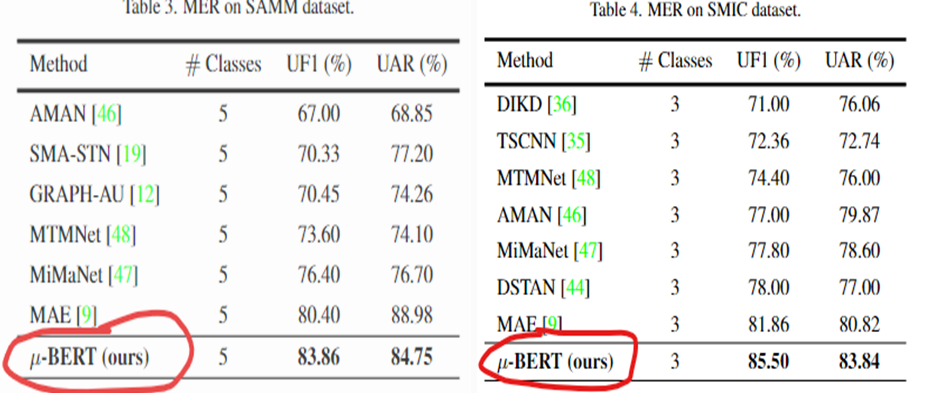 Table 3. MER on SAMM dataset.
Method # Classes UF1 (%) UAR (%)
AMAN [46] 5 67.00 68.85
SMA-STN [19] 5 70.33 77.20
GRAPH-AU [12] 5 70.45 74.26
MTMNet [48] 5 73.60 74.10
MiMaNet [47] 5 76.40 76.70
MAE [9] 5 80.40 88.98
μ-BERT (ours) 5 83.86 84.75
Table 4. MER on SMIC dataset.
Method # Classes UF1 (%) UAR (%)
DIKD [36] 3 71.00 76.06
TSCNN [35] 3 72.36 72.74
MTMNet [48] 3 74.40 76.00
AMAN [46] 3 77.00 79.87
MiMaNet [47] 3 77.80 78.60
DSTAN [44] 3 78.00 77.00
MAE [9] 3 81.86 80.82
μ-BERT (ours) 3 85.50 83.84